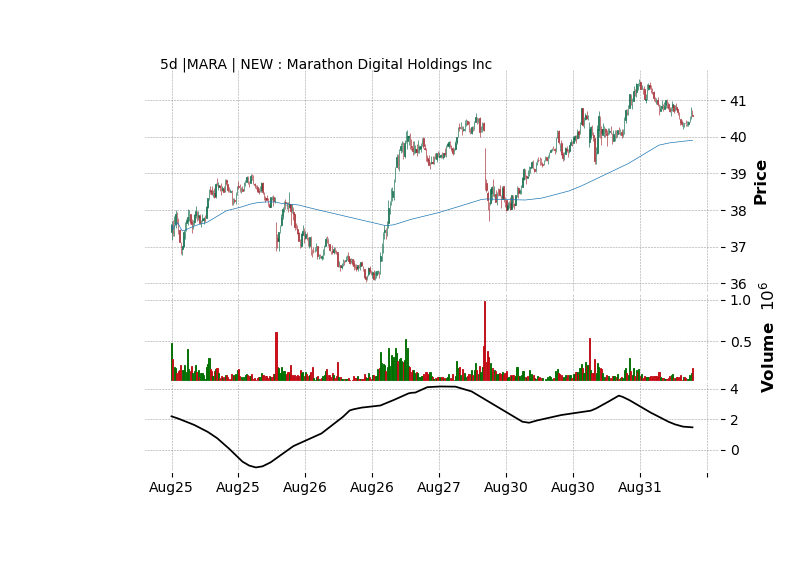 5d |MARA | NEW : Marathon Digital Holdings Inc
41
40
39
38
37
36
Price
1.0
0.5
Volume 10^6
4
2
0
Aug25 Aug25 Aug26 Aug26 Aug27 Aug30 Aug30 Aug31